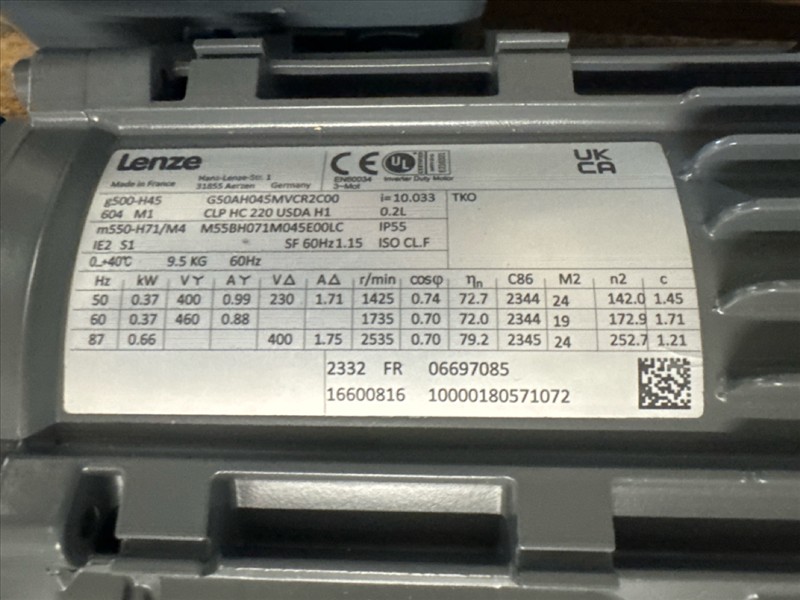 Lenze
Hans-Lenze-Str. 1
Made in France 31855 Aerzen Germany
CE EN60034 3~Mot
UL Inverter Duty Motor
UK CA
g500-H45 G50AH045MVCR2C00 i=10.033 TKO
604 M1 CLP HC 220 USDA H1 0.2L
m550-H71/M4 M55BH071M045E00LC IP55
IE2 S1 * SF 60Hz1.15 ISO CL.F
0..+40℃ 9.5 KG 60Hz
Hz kW V Y A Y V Δ A Δ r/min cosφ ηn C86 M2 n2 c
50 0.37 400 0.99 230 1.71 1425 0.74 72.7 2344 24 142.0 1.45
60 0.37 460 0.88 1735 0.70 72.0 2344 19 172.9 1.71
87 0.66 400 1.75 2535 0.70 79.2 2345 24 252.7 1.21
2332 FR 06697085
16600816 10000180571072